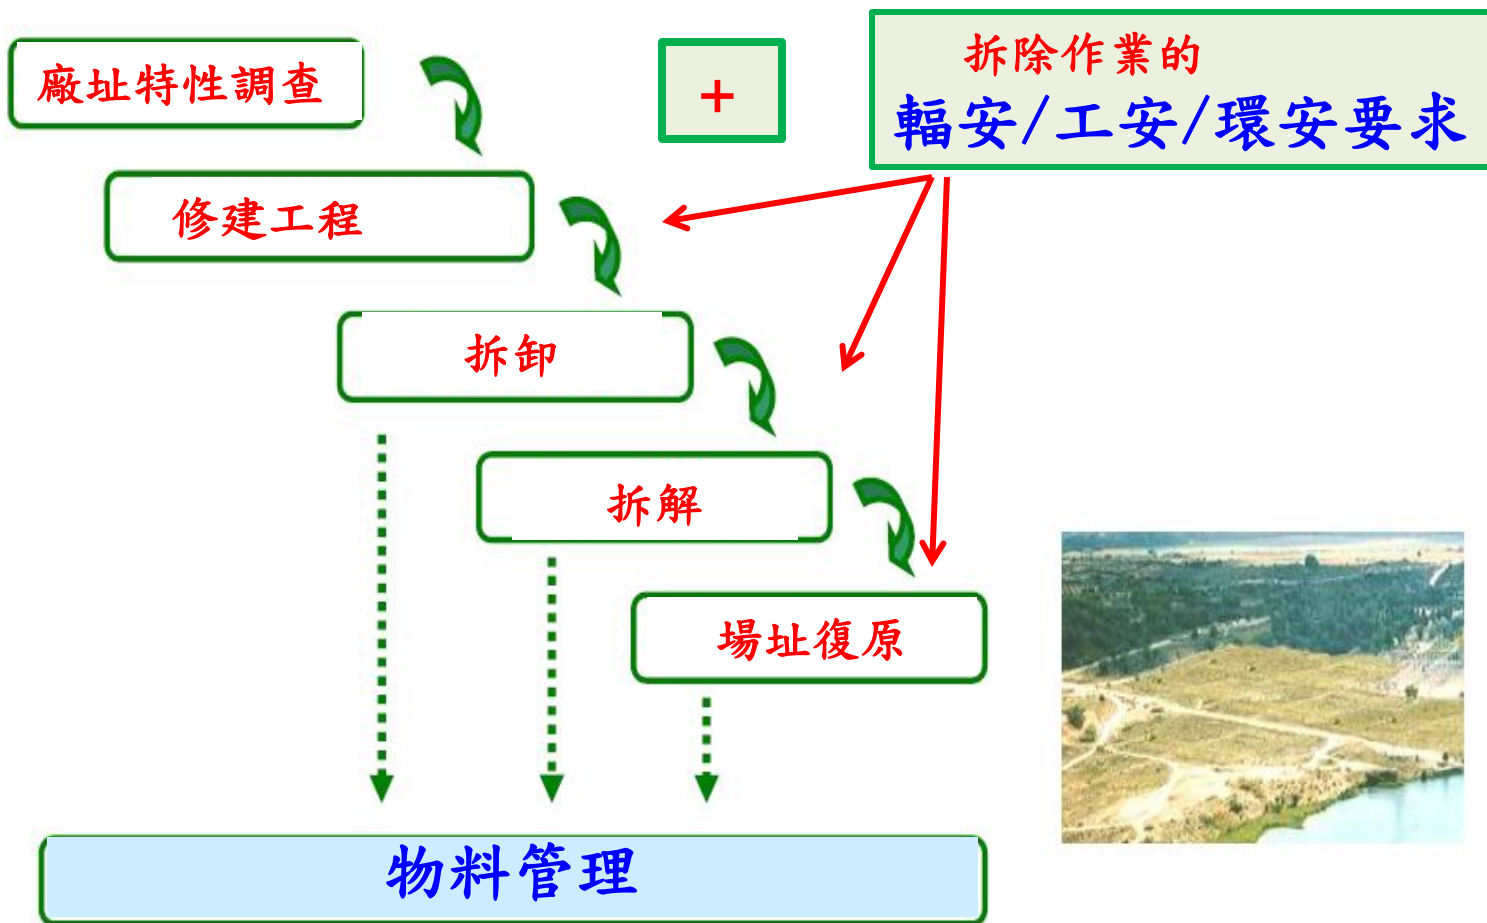 廠址特性調查
+
拆除作業的
輻安/工安/環安要求
修建工程
拆卸
拆解
場址復原
物料管理